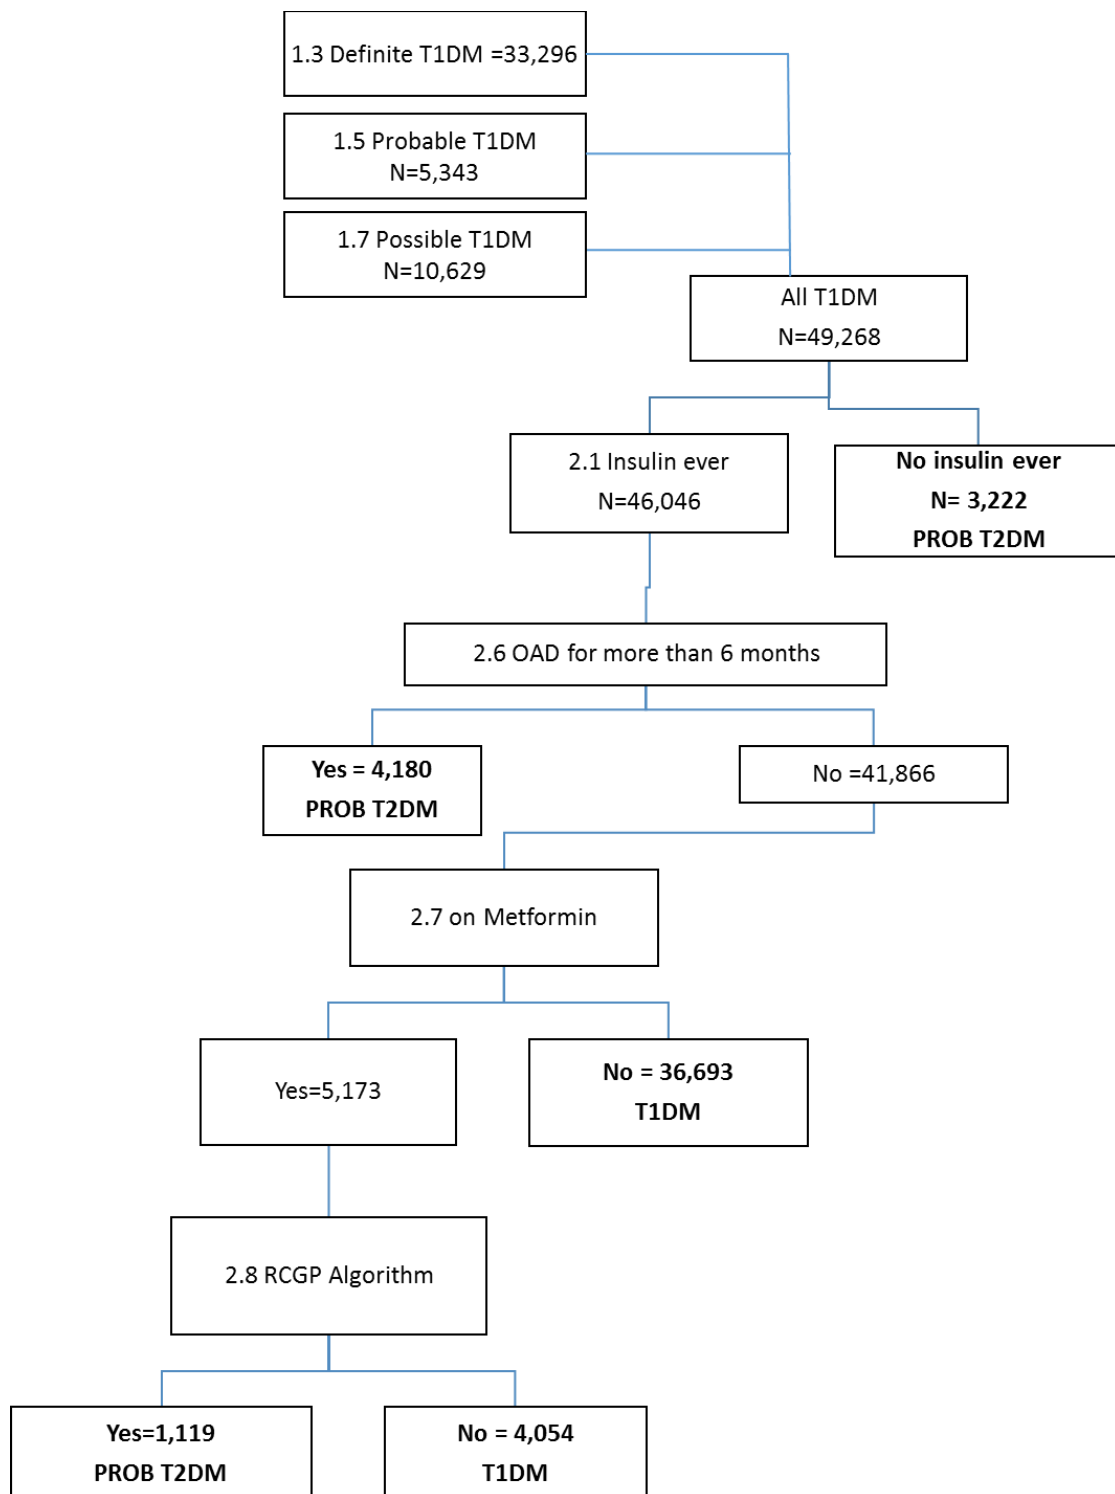 1.3 Definite T1DM =33,296
1.5 Probable T1DM
N=5,343
1.7 Possible T1DM
N=10,629
All T1DM
N=49,268
2.1 Insulin ever
N=46,046
No insulin ever
N= 3,222
PROB T2DM
2.6 OAD for more than 6 months
Yes = 4,180
PROB T2DM
No =41,866
2.7 on Metformin
Yes=5,173
No = 36,693
T1DM
2.8 RCGP Algorithm
Yes=1,119
PROB T2DM
No = 4,054
T1DM